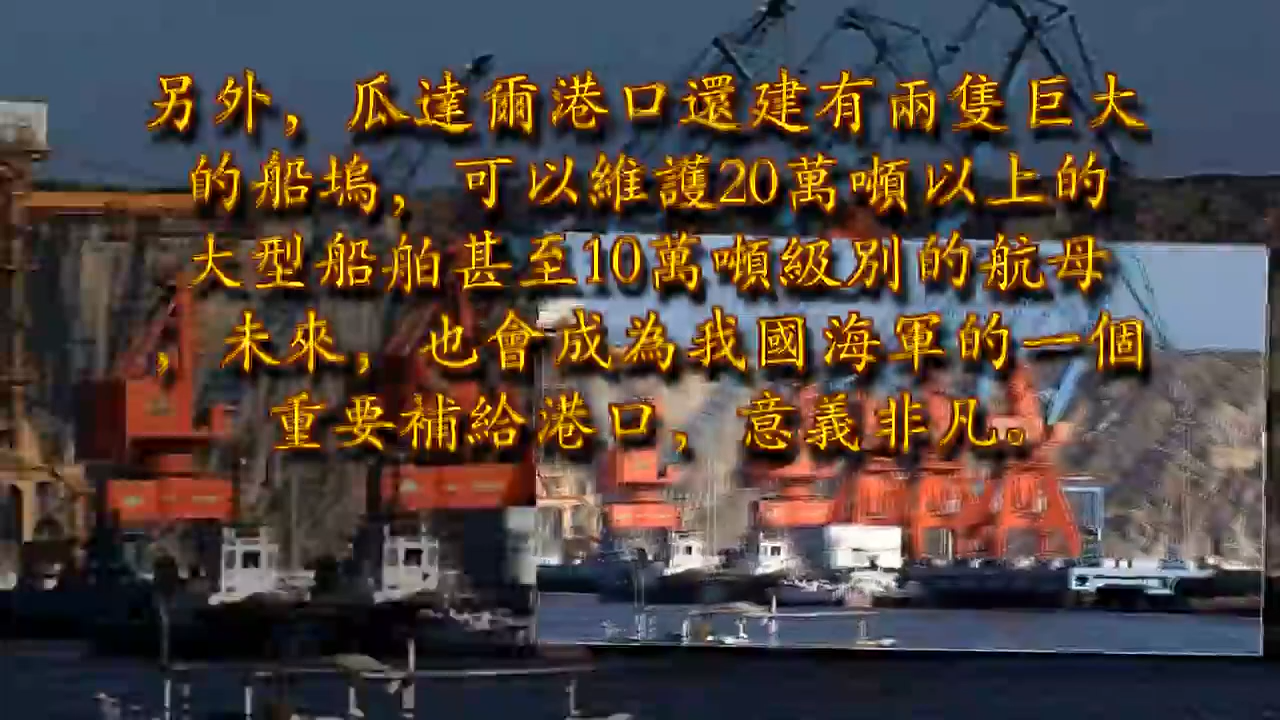 另外，瓜達爾港口還建有兩隻巨大
的船塢，可以維護20萬噸以上的
大型船舶甚至10萬噸級別的航母
，未來，也會成為我國海軍的一個
重要補給港口，意義非凡。